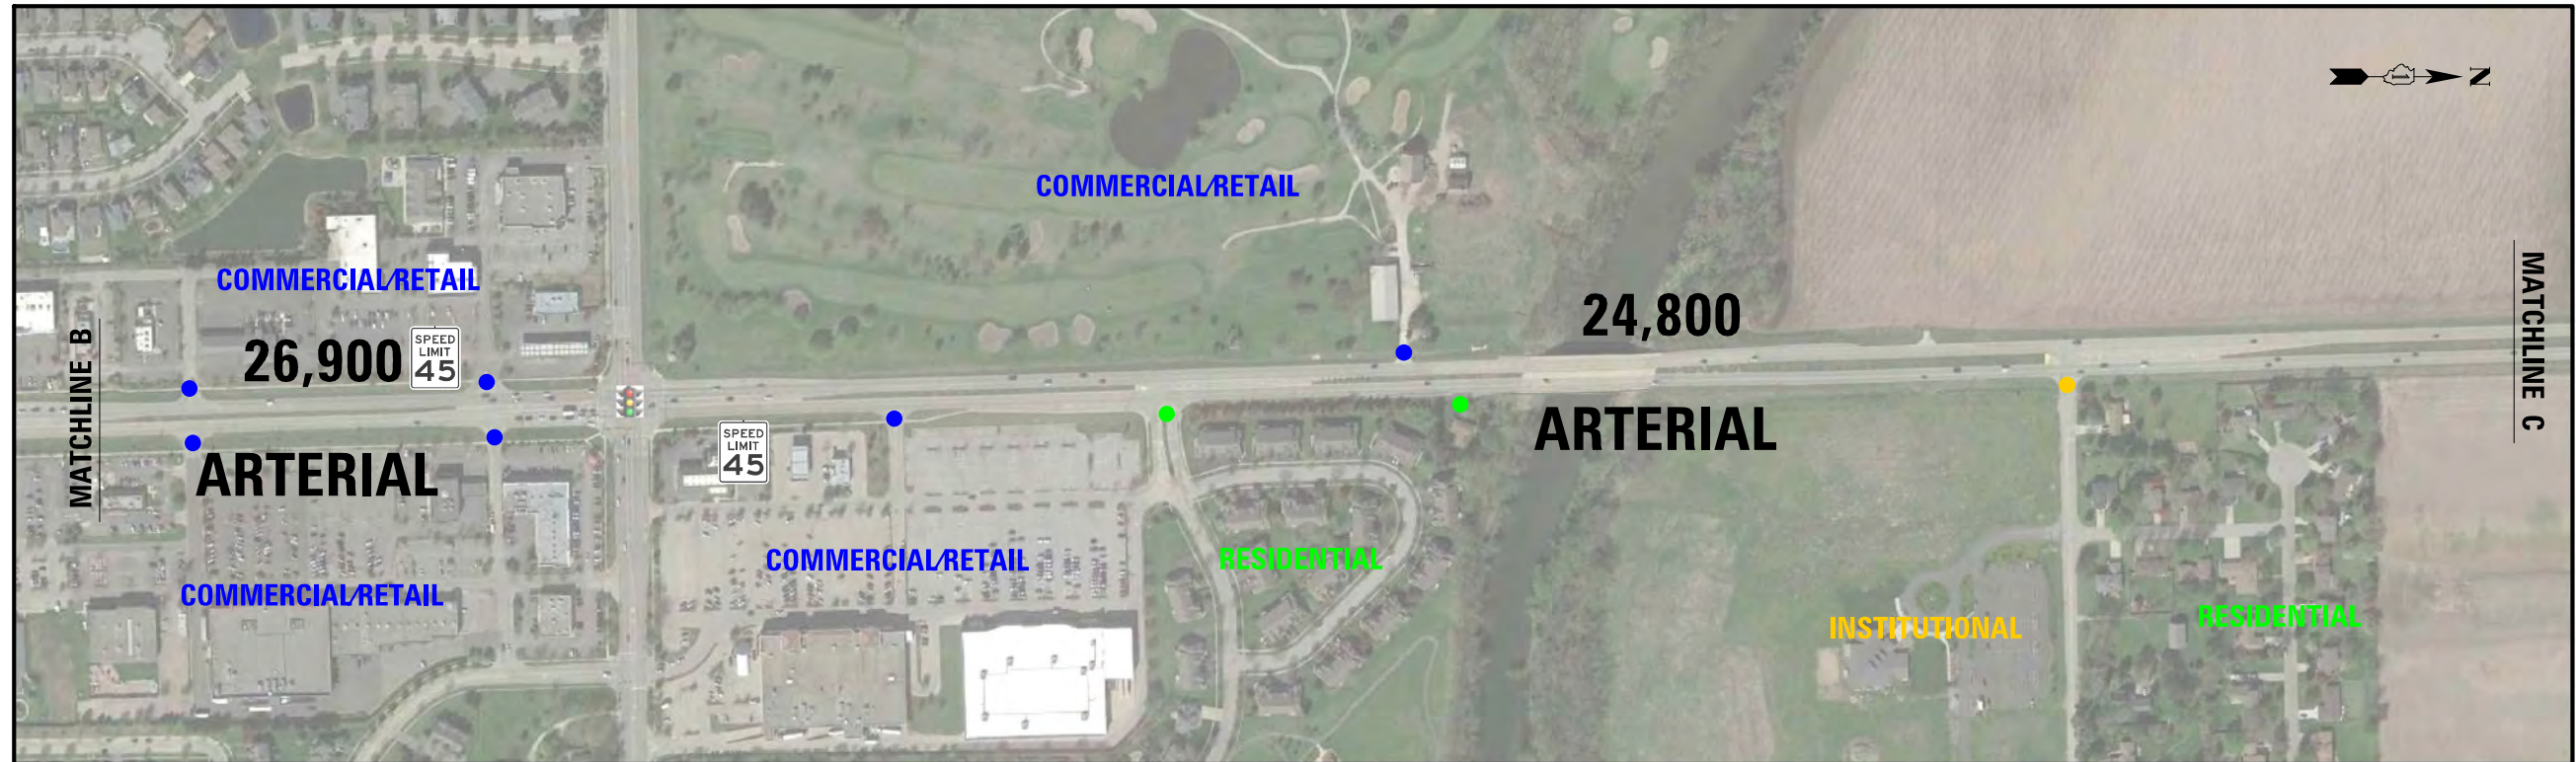 N
COMMERCIAL/RETAIL
COMMERCIAL/RETAIL
MATCHLINE B
26,900
SPEED
LIMIT
45
24,800
MATCHLINE C
ARTERIAL
SPEED
LIMIT
45
ARTERIAL
COMMERCIAL/RETAIL
COMMERCIAL/RETAIL
RESIDENTIAL
INSTITUTIONAL
RESIDENTIAL